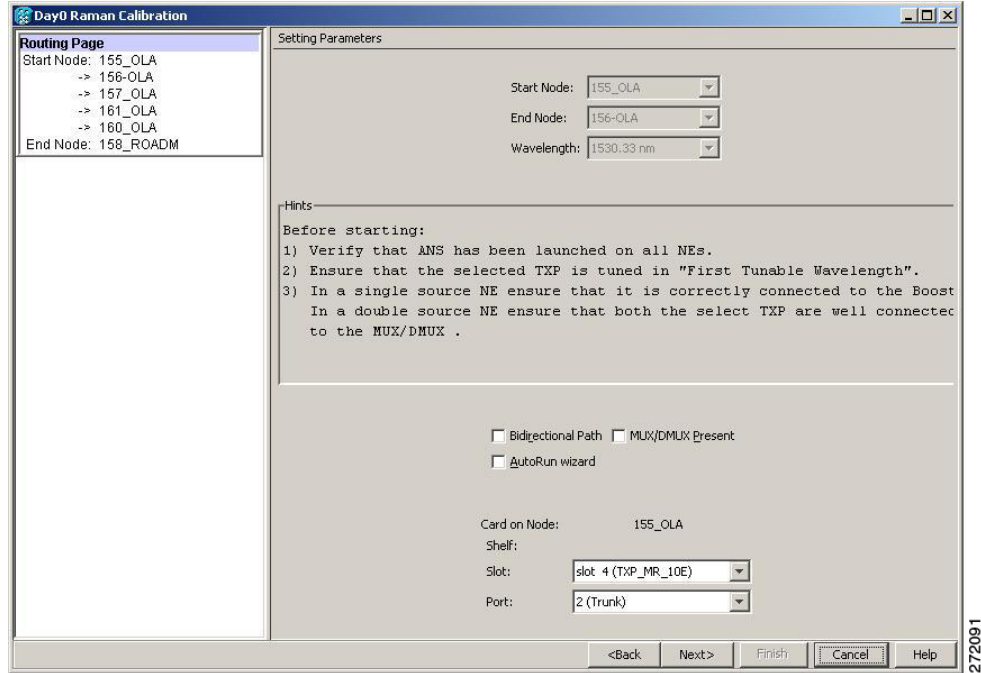 Day0 Raman Calibration
Routing Page
Start Node: 155_OLA
-> 156-OLA
-> 157_OLA
-> 161_OLA
-> 160_OLA
End Node: 158_ROADM
Setting Parameters
Start Node: 155_OLA
End Node: 156-OLA
Wavelength: 1530.33 nm
Hints
Before starting:
1) Verify that ANS has been launched on all NEs.
2) Ensure that the selected TXP is tuned in "First Tunable Wavelength".
3) In a single source NE ensure that it is correctly connected to the Boost
In a double source NE ensure that both the select TXP are well connected
to the MUX/DMUX .
Bidirectional Path MUX/DMUX Present
AutoRun wizard
Card on Node: 155_OLA
Shelf:
Slot: slot 4 (TXP_MR_10E)
Port: 2 (Trunk)
<Back Next> Finish Cancel Help
272091